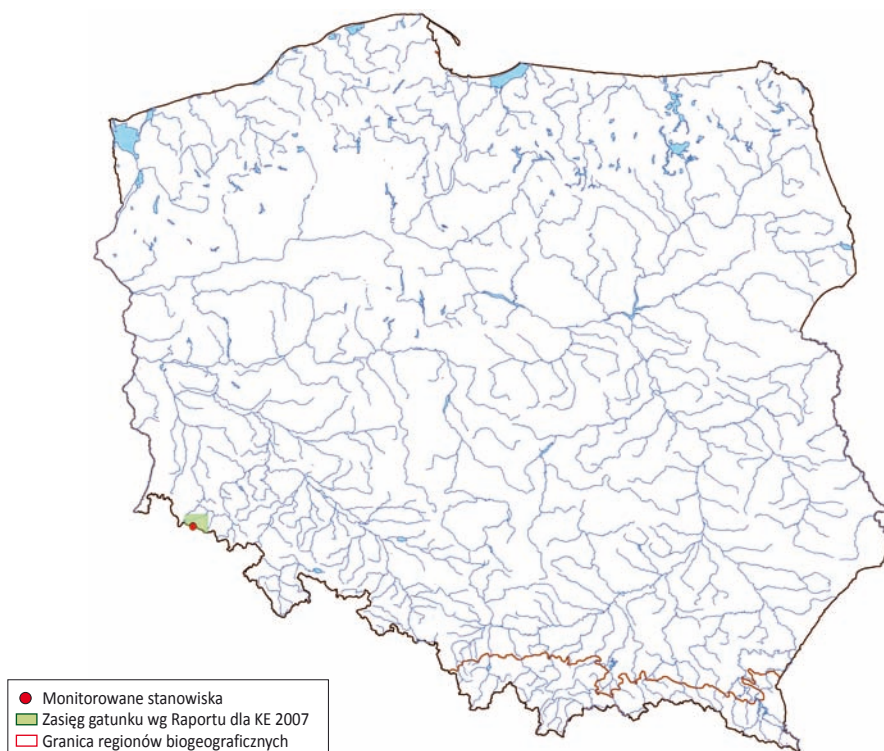 Monitorowane stanowiska
Zasięg gatunku wg Raportu dla KE 2007
Granica regionów biogeograficznych